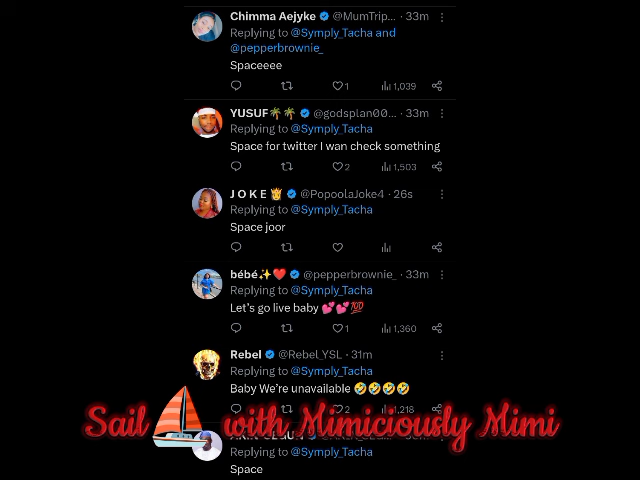 Chimma Aejyke @MumTrip... · 33m
Replying to @Symply_Tacha and
@pepperbrownie_
Spaceeee
1 1,039
YUSUF🌴🌴 @godsplan00... · 33m
Replying to @Symply_Tacha
Space for twitter I wan check something
2 1,503
J O K E 🤴 @PopoolaJoke4 · 26s
Replying to @Symply_Tacha
Space joor
bébé✨❤️ @pepperbrownie_ · 33m
Replying to @Symply_Tacha
Let's go live baby 💕💕💯
1 1,360
Rebel @Rebel_YSL · 31m
Replying to @Symply_Tacha
Baby We're unavailable 🤣🤣🤣🤣
2 1,218
Sail with Mimiciously Mimi
Replying to @Symply_Tacha
Space